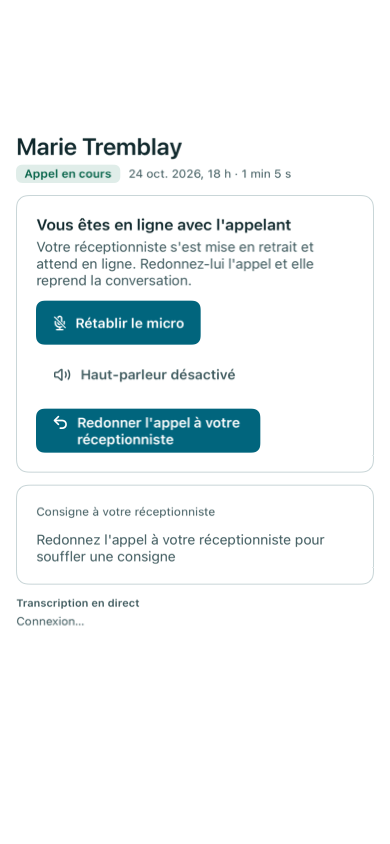 Marie Tremblay
Appel en cours 24 oct. 2026, 18 h · 1 min 5 s
Vous êtes en ligne avec l'appelant
Votre réceptionniste s'est mise en retrait et
attend en ligne. Redonnez-lui l'appel et elle
reprend la conversation.
Rétablir le micro
Haut-parleur désactivé
Redonner l'appel à votre
réceptionniste
Consigne à votre réceptionniste
Redonnez l'appel à votre réceptionniste pour
souffler une consigne
Transcription en direct
Connexion...